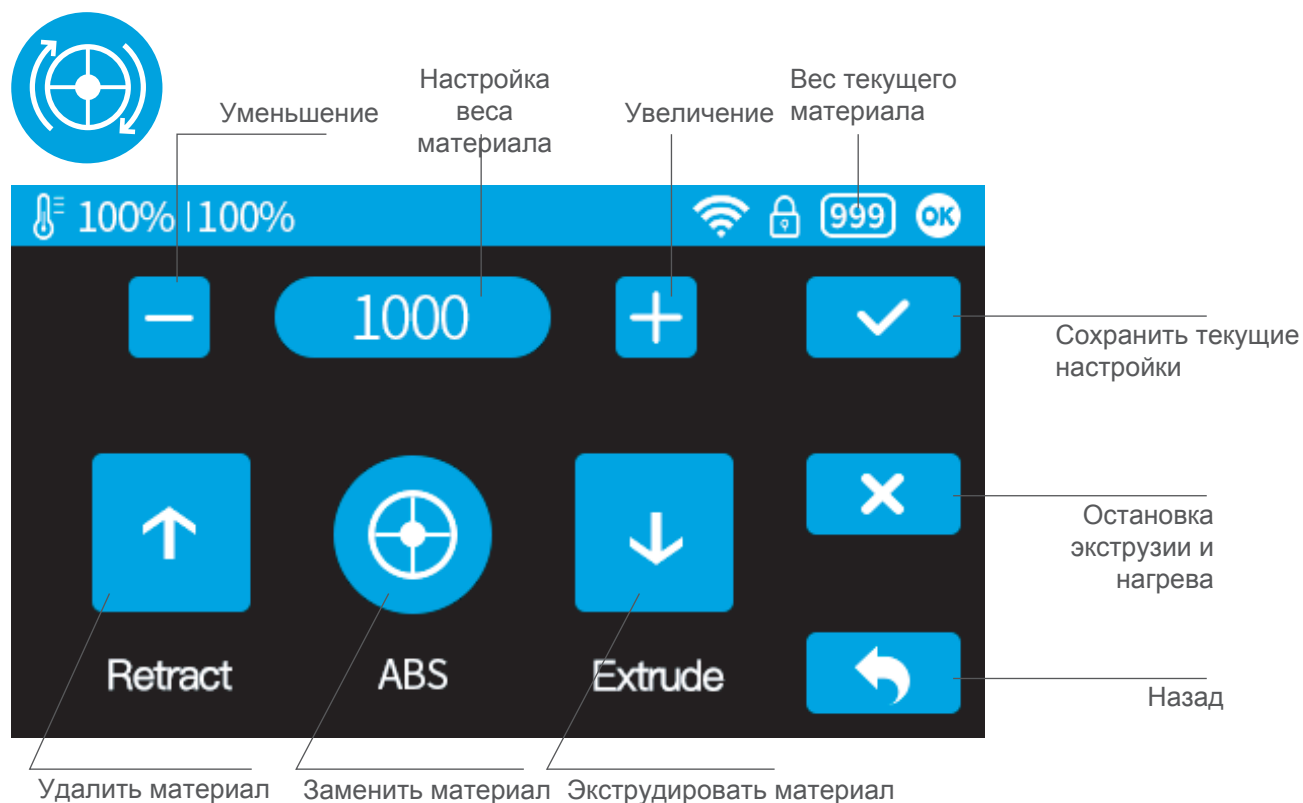 Настройка
веса
материала
Вес текущего
материала
Уменьшение
Увеличение
100% | 100%
999
OK
1000
Сохранить текущие
настройки
Остановка
экструзии и
нагрева
Retract
ABS
Extrude
Назад
Удалить материал
Заменить материал
Экструдировать материал